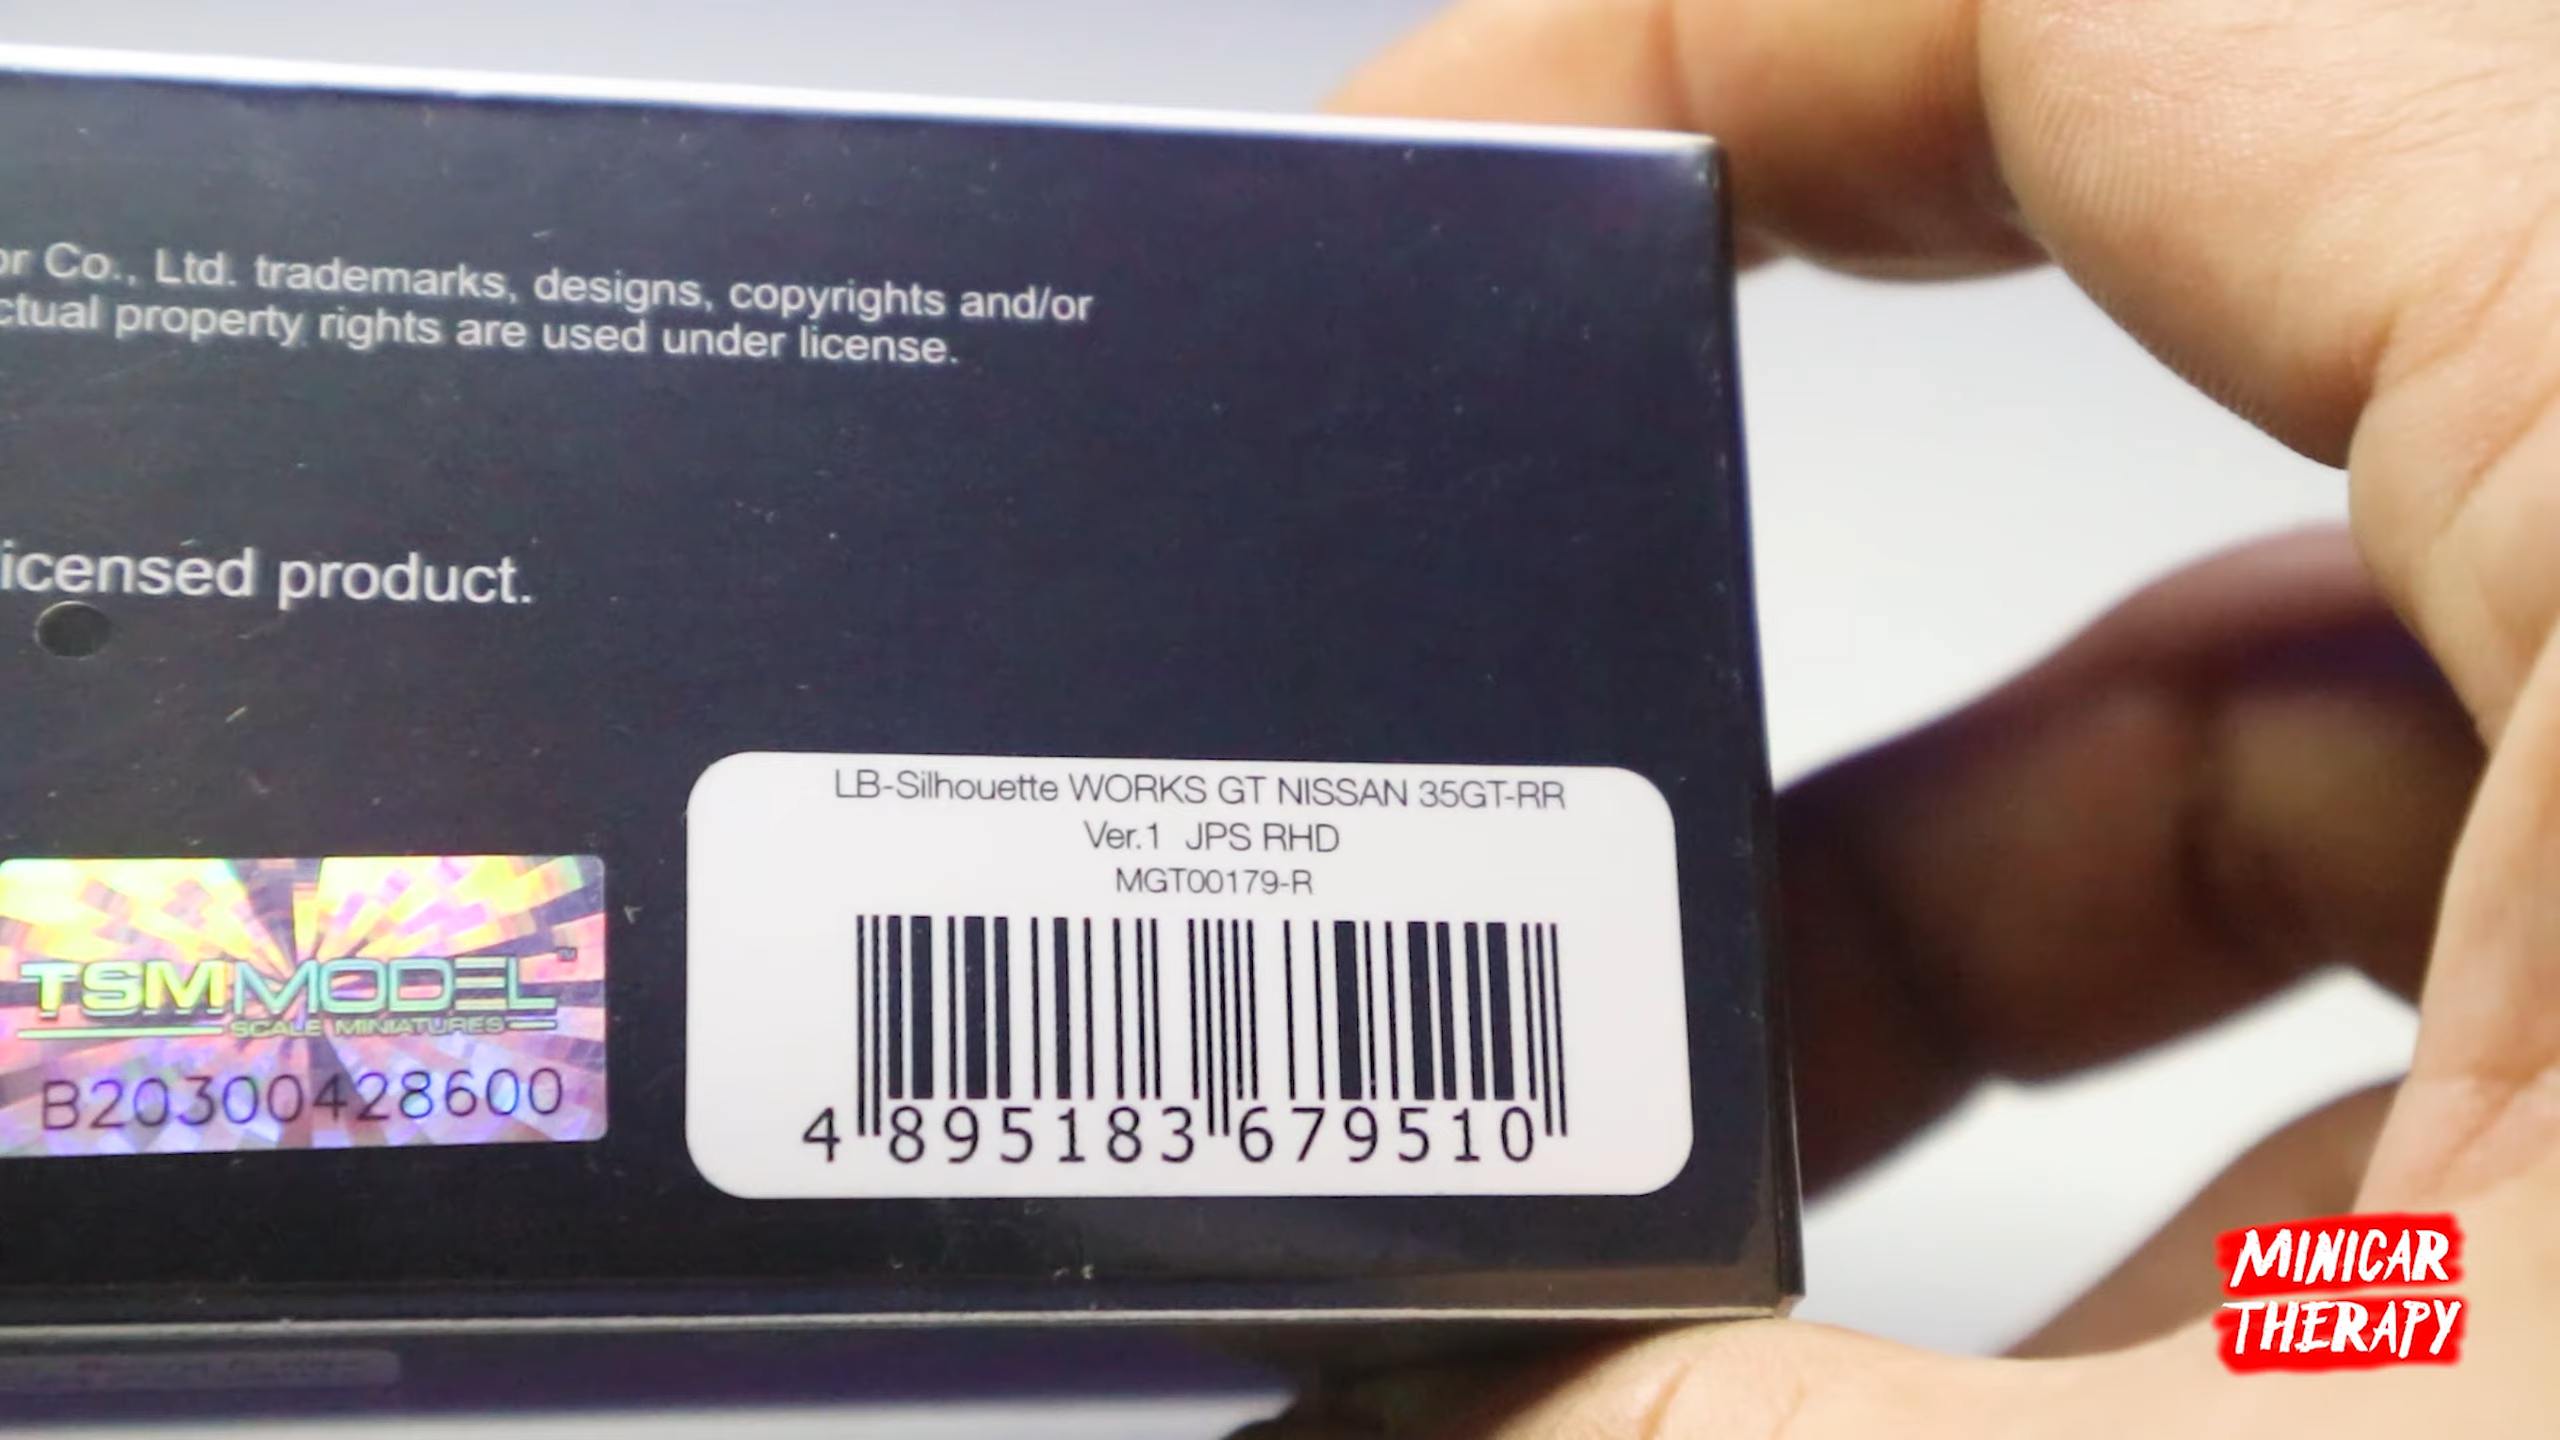 or Co., Ltd. trademarks, designs, copyrights and/or
ctual property rights are used under license.
icensed product.
LB-Silhouette WORKS GT NISSAN 35GT-RR
Ver.1 JPS RHD
MGT00179-R
4 895183 679510
TSMMODEL™
SCALE MINIATURES
B20300428600
MINICAR
THERAPY